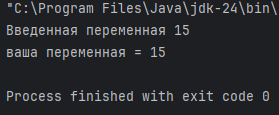 "C:\Program Files\Java\jdk-24\bin\
Введенная переменная 15
ваша переменная = 15
Process finished with exit code 0